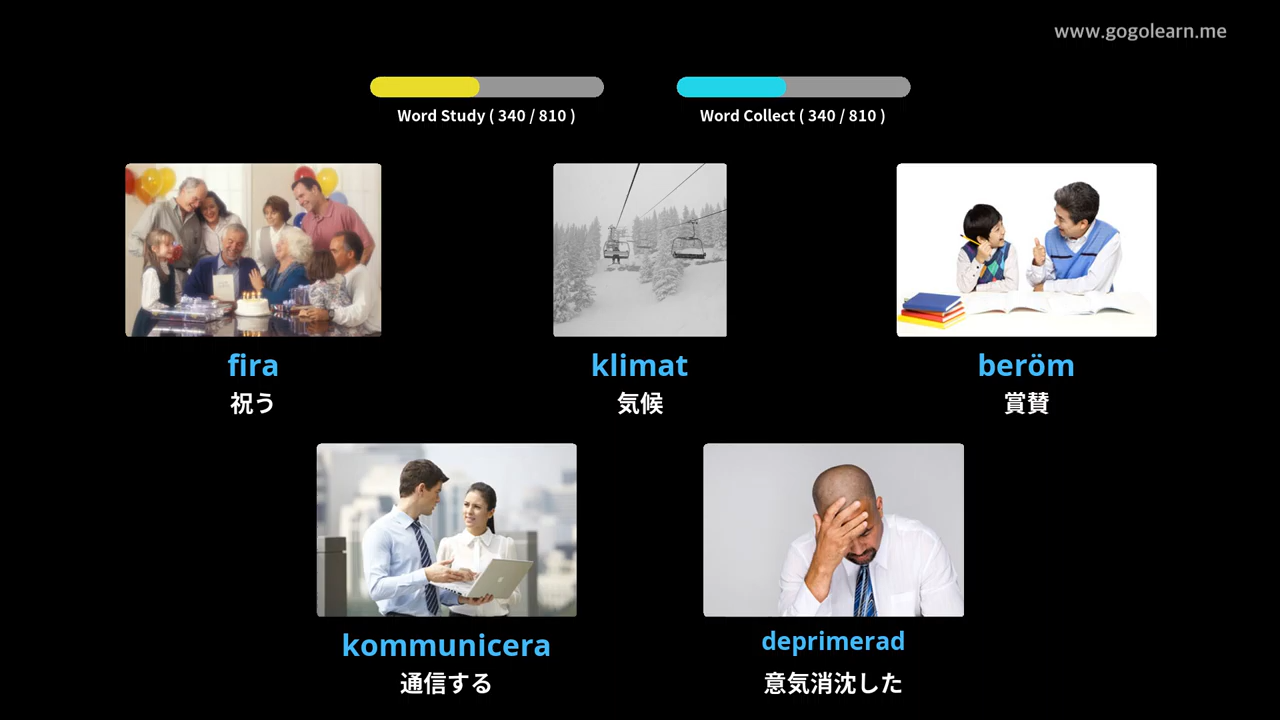 www.gogolearn.me
Word Study ( 340 / 810 )
Word Collect ( 340 / 810 )
fira
祝う
klimat
気候
beröm
賞賛
kommunicera
通信する
deprimerad
意気消沈した